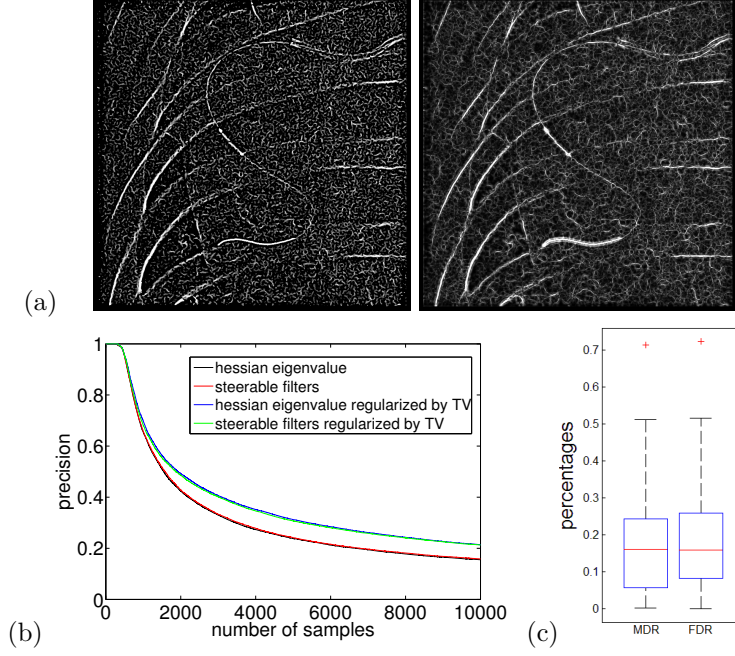 (a)
1
0.8
0.6
0.4
0.2
0
precision
hessian eigenvalue
steerable filters
hessian eigenvalue regularized by TV
steerable filters regularized by TV
0 2000 4000 6000 8000 10000
number of samples
(b)
0.7
0.6
0.5
0.4
0.3
0.2
0.1
0
percentages
+ +
MDR FDR
(c)